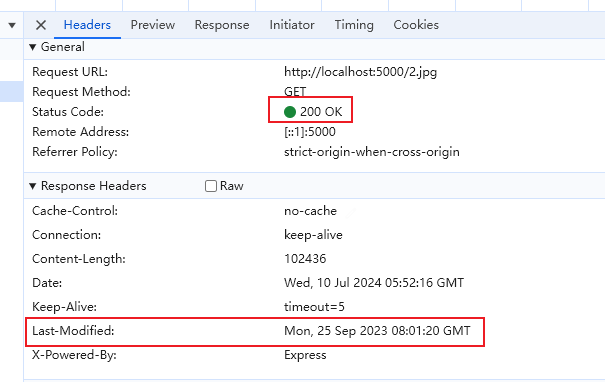 Headers Preview Response Initiator Timing Cookies
General
Request URL: http://localhost:5000/2.jpg
Request Method: GET
Status Code: 200 OK
Remote Address: [::1]:5000
Referrer Policy: strict-origin-when-cross-origin
Response Headers Raw
Cache-Control: no-cache
Connection: keep-alive
Content-Length: 102436
Date: Wed, 10 Jul 2024 05:52:16 GMT
Keep-Alive: timeout=5
Last-Modified: Mon, 25 Sep 2023 08:01:20 GMT
X-Powered-By: Express